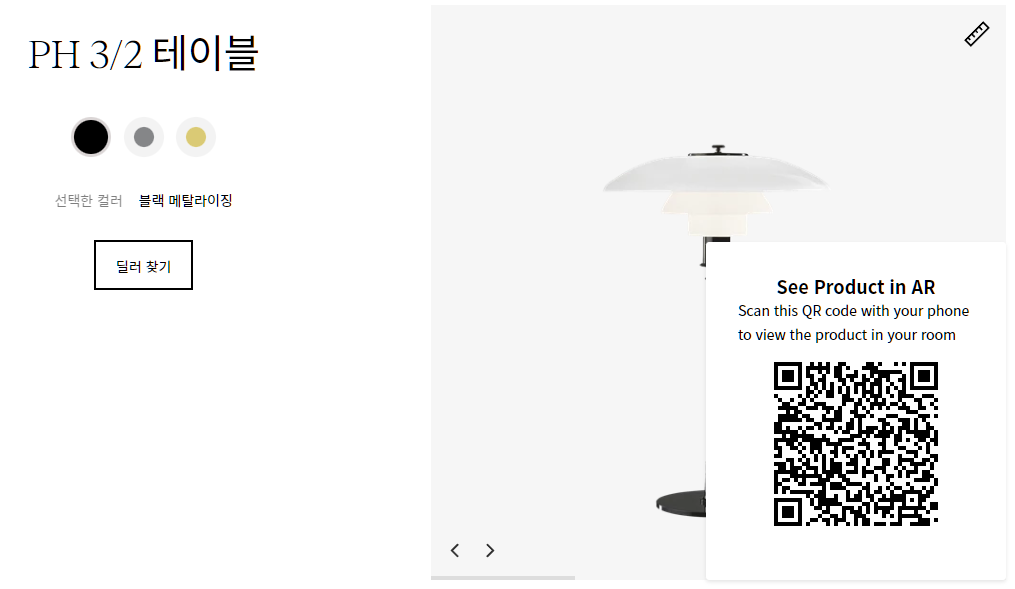 PH 3/2 테이블
선택한 컬러 블랙 메탈라이징
딜러 찾기
See Product in AR
Scan this QR code with your phone
to view the product in your room